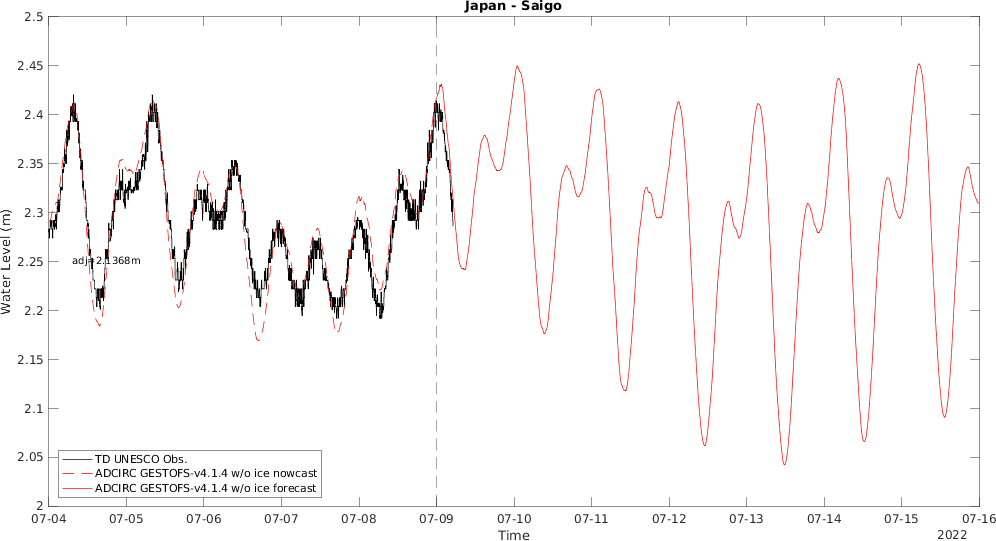 Japan - Saigo
2.5
2.45
2.4
2.35
2.3
2.25
2.2
2.15
2.1
2.05
2
Water Level (m)
adj=2.1368m
TD UNESCO Obs.
ADCIRC GESTOFS-v4.1.4 w/o ice nowcast
ADCIRC GESTOFS-v4.1.4 w/o ice forecast
07-04 07-05 07-06 07-07 07-08 07-09 07-10 07-11 07-12 07-13 07-14 07-15 07-16
Time
2022